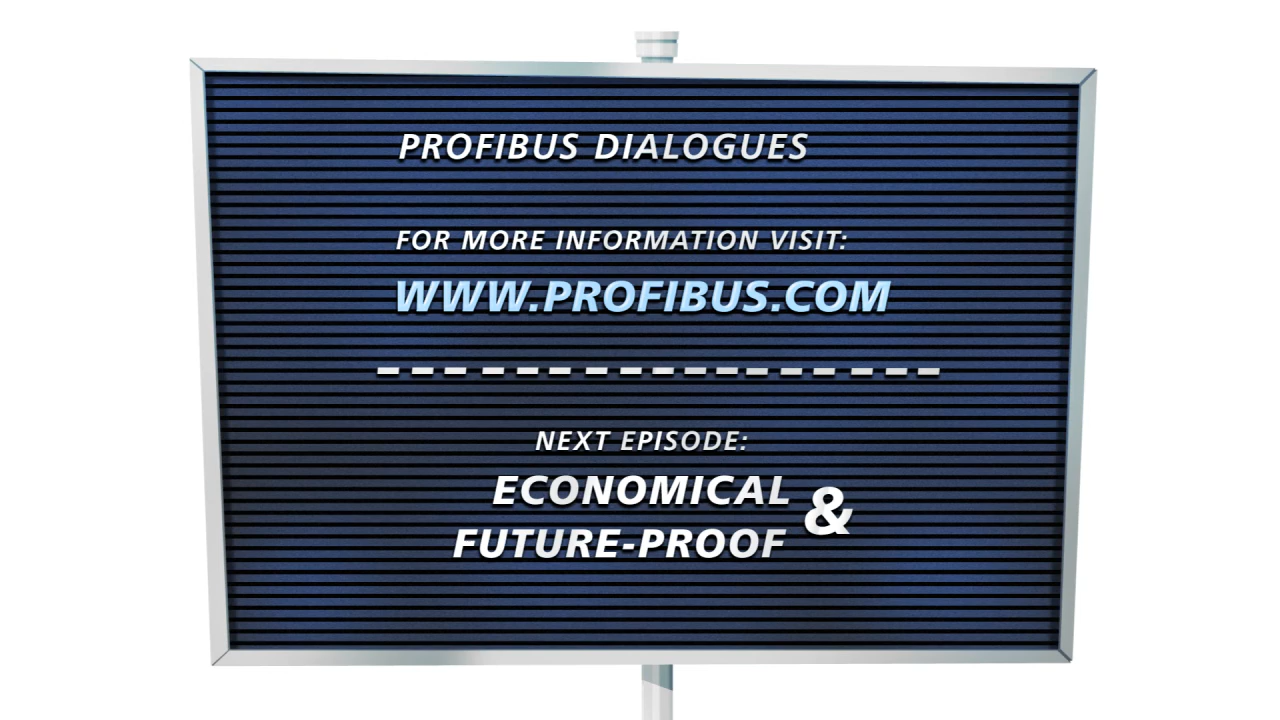 PROFIBUS DIALOGUES
FOR MORE INFORMATION VISIT:
WWW.PROFIBUS.COM
NEXT EPISODE:
ECONOMICAL &
FUTURE-PROOF